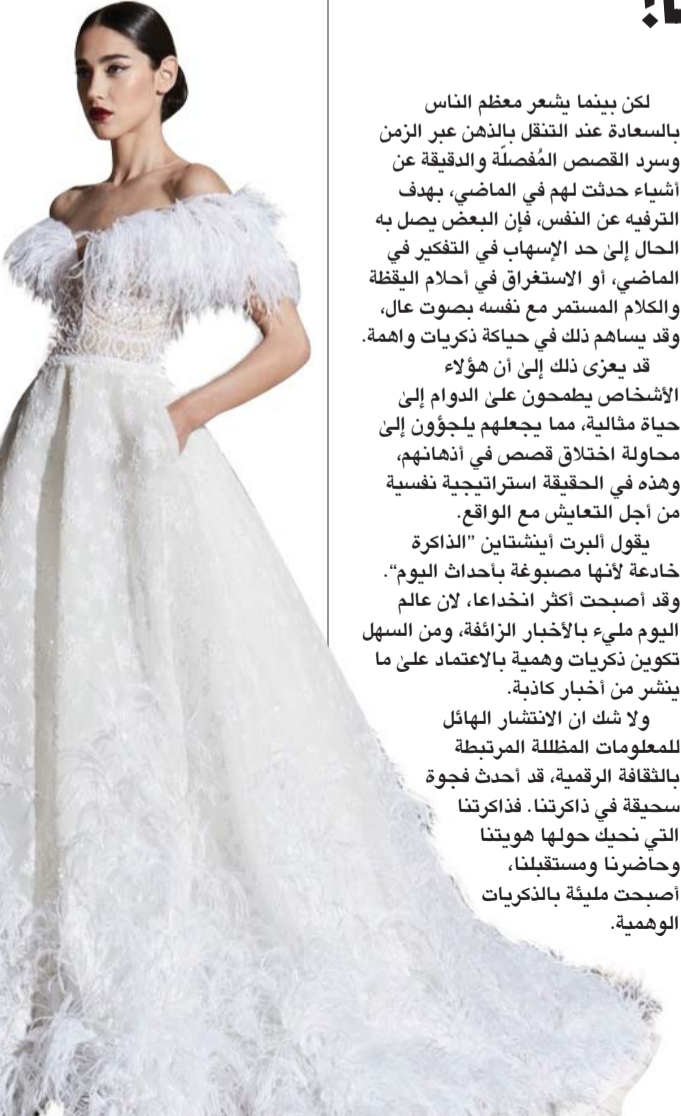 لكن بينما يشعر معظم الناس
بالسعادة عند التنقل بالذهن عبر الزمن
وسرد القصص المُفصلّة والدقيقة عن
أشياء حدثت لهم في الماضي، بهدف
الترفيه عن النفس، فإن البعض يصل به
الحال إلى حد الإسهاب في التفكير في
الماضي، أو الاستغراق في أحلام اليقظة
والكلام المستمر مع نفسه بصوت عال،
وقد يساهم ذلك في حياكة ذكريات واهمة.
قد يعزى ذلك إلى أن هؤلاء
الأشخاص يطمحون على الدوام إلى
حياة مثالية، مما يجعلهم يلجؤون إلى
محاولة اختلاق قصص في أذهانهم،
وهذه في الحقيقة استراتيجية نفسية
من أجل التعايش مع الواقع.
يقول ألبرت أينشتاين ”الذاكرة
خادعة لأنها مصبوغة بأحداث اليوم“.
وقد أصبحت أكثر انخداعا، لان عالم
اليوم مليء بالأخبار الزائفة، ومن السهل
تكوين ذكريات وهمية بالاعتماد على ما
ينشر من أخبار كاذبة.
ولا شك ان الانتشار الهائل
للمعلومات المظللة المرتبطة
بالثقافة الرقمية، قد أحدث فجوة
سحيقة في ذاكرتنا. فذاكرتنا
التي نحيك حولها هويتنا
وحاضرنا ومستقبلنا،
أصبحت مليئة بالذكريات
الوهمية.